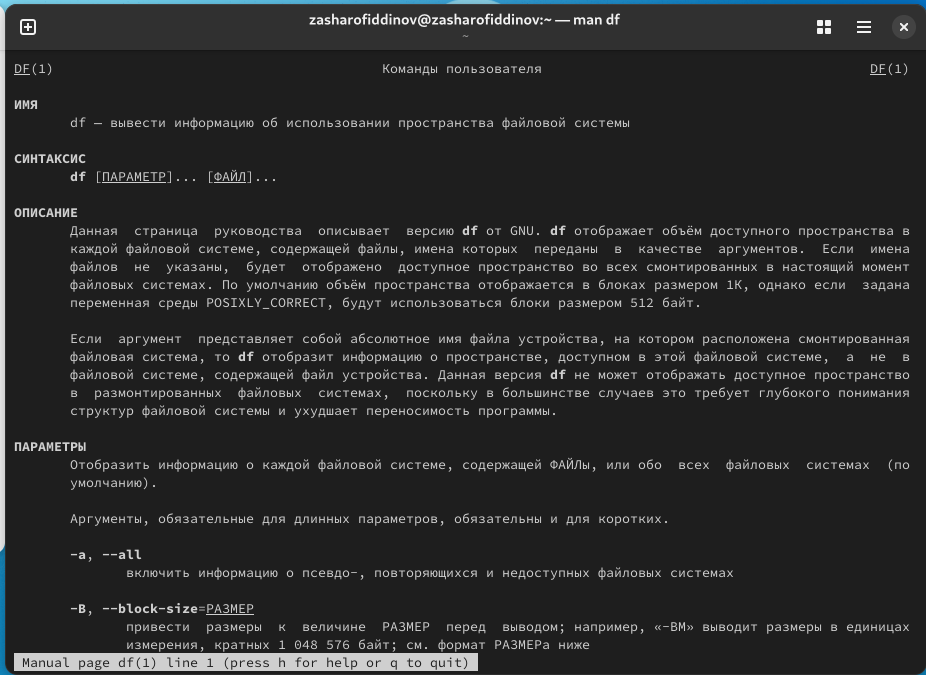 zasharofiddinov@zasharofiddinov:~ — man df
~
DF(1) Команды пользователя DF(1)
ИМЯ
df — вывести информацию об использовании пространства файловой системы
СИНТАКСИС
df [ПАРАМЕТР]... [ФАЙЛ]...
ОПИСАНИЕ
Данная страница руководства описывает версию df от GNU. df отображает объём доступного пространства в
каждой файловой системе, содержащей файлы, имена которых переданы в качестве аргументов. Если имена
файлов не указаны, будет отображено доступное пространство во всех смонтированных в настоящий момент
файловых системах. По умолчанию объём пространства отображается в блоках размером 1K, однако если задана
переменная среды POSIXLY_CORRECT, будут использоваться блоки размером 512 байт.
Если аргумент представляет собой абсолютное имя файла устройства, на котором расположена смонтированная
файловая система, то df отобразит информацию о пространстве, доступном в этой файловой системе, а не в
файловой системе, содержащей файл устройства. Данная версия df не может отображать доступное пространство
в размонтированных файловых системах, поскольку в большинстве случаев это требует глубокого понимания
структур файловой системы и ухудшает переносимость программы.
ПАРАМЕТРЫ
Отобразить информацию о каждой файловой системе, содержащей ФАЙЛы, или обо всех файловых системах (по
умолчанию).
Аргументы, обязательные для длинных параметров, обязательны и для коротких.
-a, --all
включить информацию о псевдо-, повторяющихся и недоступных файловых системах
-B, --block-size=РАЗМЕР
привести размеры к величине РАЗМЕР перед выводом; например, «-BM» выводит размеры в единицах
измерения, кратных 1 048 576 байт; см. формат РАЗМЕРа ниже
Manual page df(1) line 1 (press h for help or q to quit)